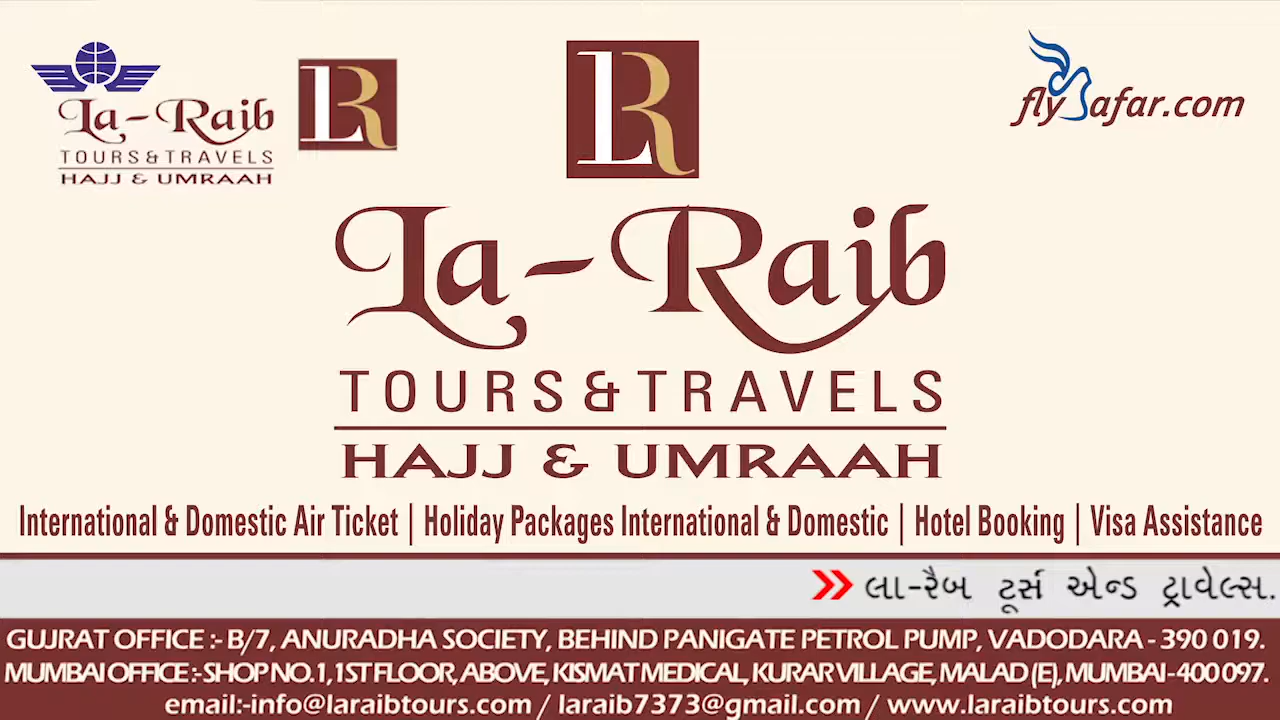 La-Raib
TOURS & TRAVELS
HAJJ & UMRAAH
LR
LR
flySafar.com
La-Raib
TOURS & TRAVELS
HAJJ & UMRAAH
International & Domestic Air Ticket | Holiday Packages International & Domestic | Hotel Booking | Visa Assistance
લા-રૈબ ટૂર્સ એન્ડ ટ્રાવેલ્સ.
GUJRAT OFFICE :- B/7, ANURADHA SOCIETY, BEHIND PANIGATE PETROL PUMP, VADODARA - 390 019.
MUMBAI OFFICE :- SHOP NO. 1, 1ST FLOOR, ABOVE, KISMAT MEDICAL, KURAR VILLAGE, MALAD (E), MUMBAI - 400 097.
email:-info@laraibtours.com / laraib7373@gmail.com / www.laraibtours.com